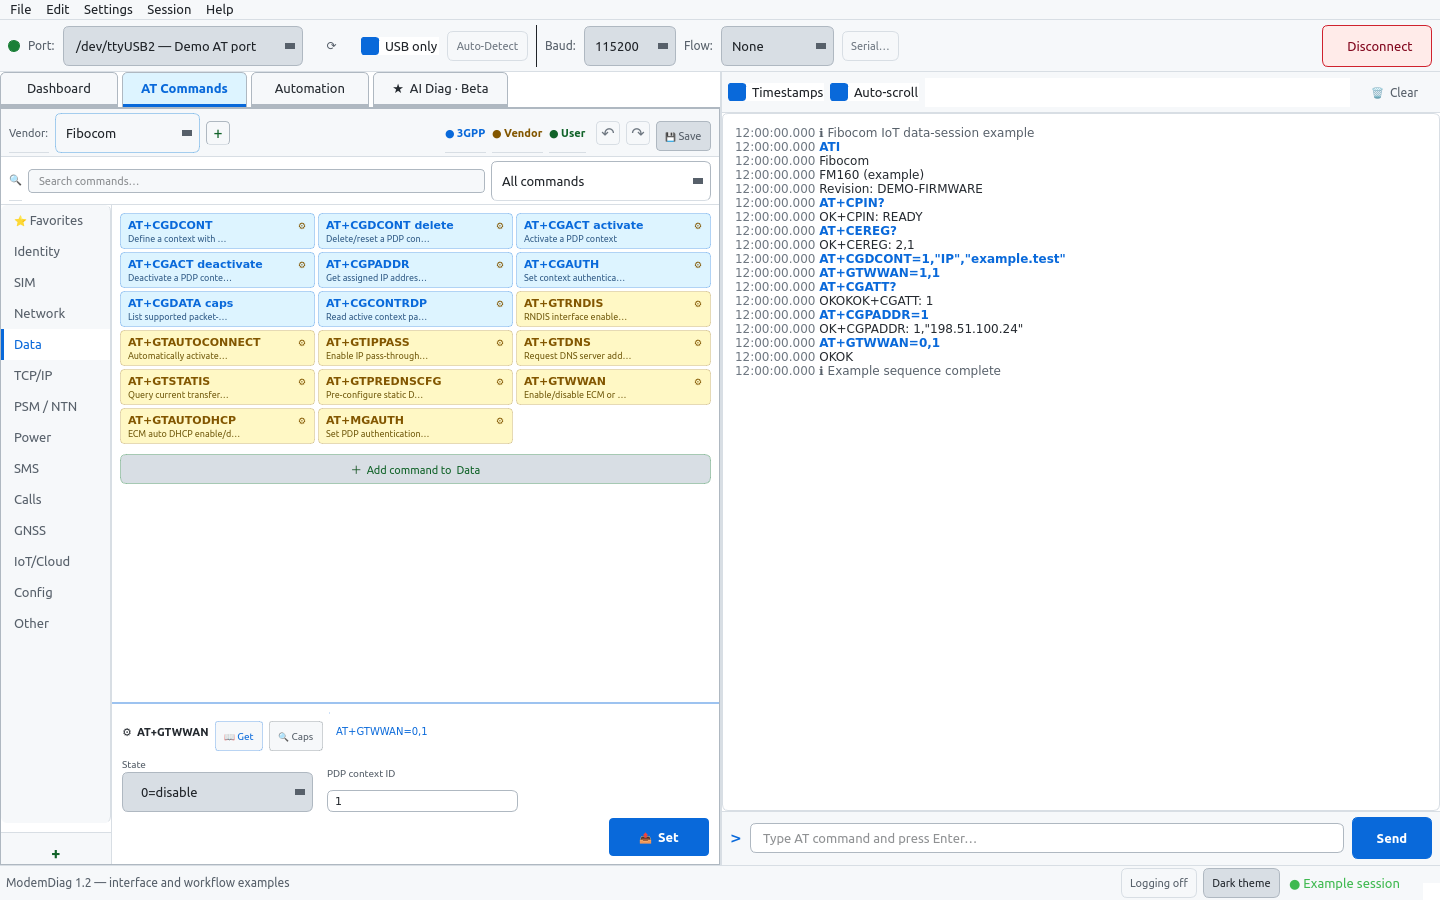 File Edit Settings Session Help
Port: /dev/ttyUSB2 — Demo AT port ⟳ USB only Auto-Detect Baud: 115200 Flow: None Serial... Disconnect
Dashboard AT Commands Automation ★ AI Diag · Beta
Timestamps Auto-scroll 🗑 Clear
Vendor: Fibocom + ● 3GPP ● Vendor ● User ↶ ↷ 💾 Save
🔍 Search commands... All commands
⭐ Favorites
Identity
SIM
Network
Data
TCP/IP
PSM / NTN
Power
SMS
Calls
GNSS
IoT/Cloud
Config
Other
+
AT+CGDCONT ⚙ AT+CGDCONT delete ⚙ AT+CGACT activate ⚙
Define a context with ... Delete/reset a PDP con... Activate a PDP context
AT+CGACT deactivate ⚙ AT+CGPADDR ⚙ AT+CGAUTH ⚙
Deactivate a PDP conte... Get assigned IP addres... Set context authentica...
AT+CGDATA caps AT+CGCONTRDP ⚙ AT+GTRNDIS ⚙
List supported packet-... Read active context pa... RNDIS interface enable...
AT+GTAUTOCONNECT ⚙ AT+GTIPPASS ⚙ AT+GTDNS ⚙
Automatically activate... Enable IP pass-through... Request DNS server add...
AT+GTSTATIS ⚙ AT+GTPREDNSCFG ⚙ AT+GTWWAN ⚙
Query current transfer... Pre-configure static D... Enable/disable ECM or ...
AT+GTAUTODHCP ⚙ AT+MGAUTH ⚙
ECM auto DHCP enable/d... Set PDP authentication...
+ Add command to Data
⚙ AT+GTWWAN 📖 Get 🔍 Caps AT+GTWWAN=0,1
State PDP context ID
0=disable 1
📤 Set
12:00:00.000 ℹ Fibocom IoT data-session example
12:00:00.000 ATI
12:00:00.000 Fibocom
12:00:00.000 FM160 (example)
12:00:00.000 Revision: DEMO-FIRMWARE
12:00:00.000 AT+CPIN?
12:00:00.000 OK+CPIN: READY
12:00:00.000 AT+CEREG?
12:00:00.000 OK+CEREG: 2,1
12:00:00.000 AT+CGDCONT=1,"IP","example.test"
12:00:00.000 AT+GTWWAN=1,1
12:00:00.000 AT+CGATT?
12:00:00.000 OKOKOK+CGATT: 1
12:00:00.000 AT+CGPADDR=1
12:00:00.000 OK+CGPADDR: 1,"198.51.100.24"
12:00:00.000 AT+GTWWAN=0,1
12:00:00.000 OKOK
12:00:00.000 ℹ Example sequence complete
> Type AT command and press Enter... Send
ModemDiag 1.2 — interface and workflow examples Logging off Dark theme ● Example session